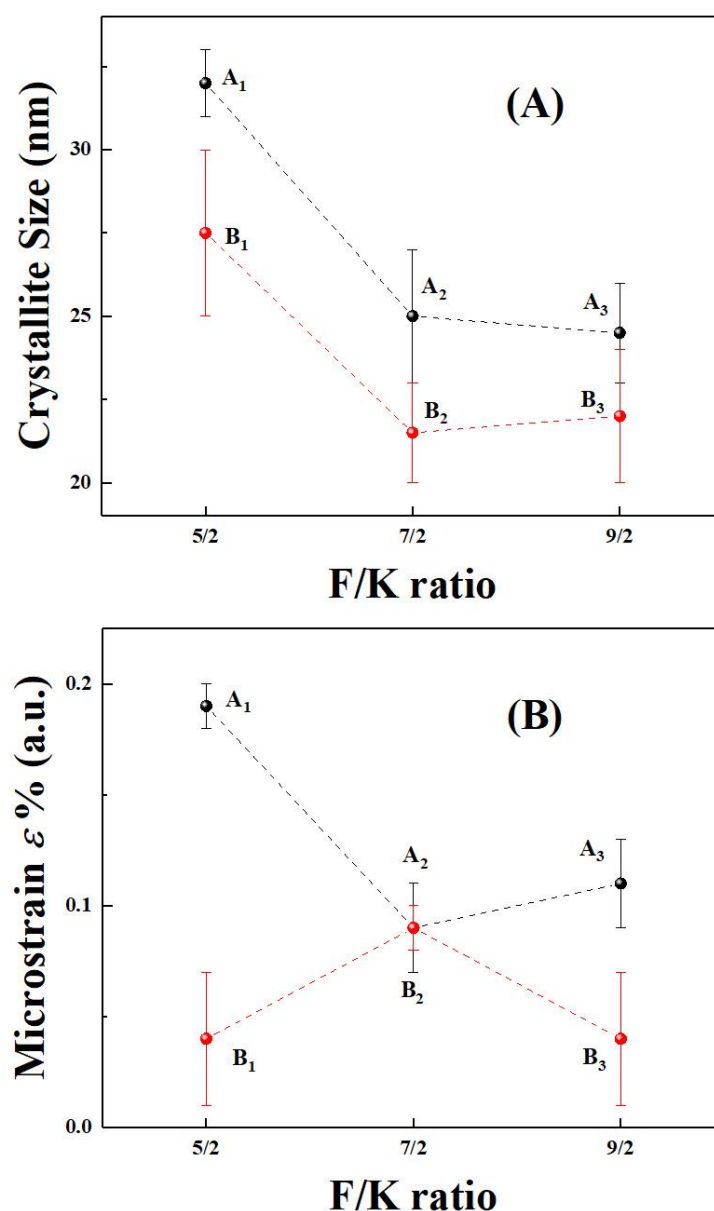 (A)
Crystallite Size (nm)
30
25
20
A₁
B₁
A₂
B₂
A₃
B₃
5/2 7/2 9/2
F/K ratio
(B)
Microstrain ε % (a.u.)
0.2
0.1
0.0
A₁
B₁
A₂
B₂
A₃
B₃
5/2 7/2 9/2
F/K ratio